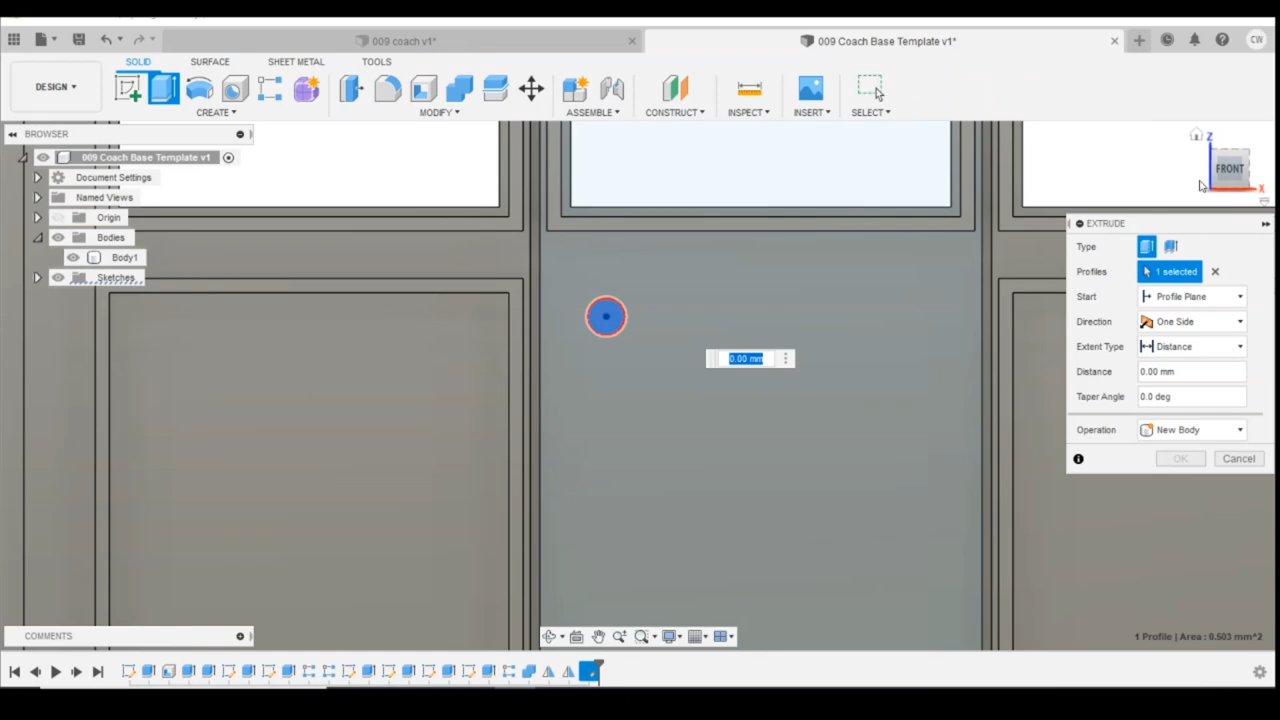 009 coach v1*
009 Coach Base Template v1*
CW
DESIGN
SOLID
SURFACE
SHEET METAL
TOOLS
CREATE
MODIFY
ASSEMBLE
CONSTRUCT
INSPECT
INSERT
SELECT
BROWSER
009 Coach Base Template v1
Document Settings
Named Views
Origin
Bodies
Body1
Sketches
Z
FRONT
X
EXTRUDE
Type
Profiles
1 selected
Start
Profile Plane
Direction
One Side
Extent Type
Distance
Distance
0.00 mm
Taper Angle
0.0 deg
Operation
New Body
OK
Cancel
0.00 mm
COMMENTS
1 Profile | Area : 0.503 mm^2